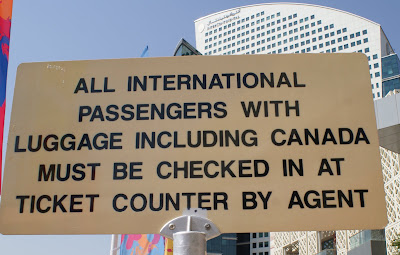 ALL INTERNATIONAL
PASSENGERS WITH
LUGGAGE INCLUDING CANADA
MUST BE CHECKED IN AT
TICKET COUNTER BY AGENT